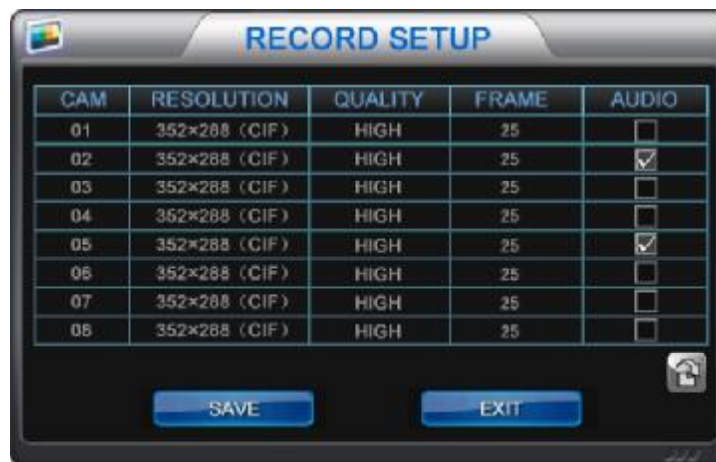 RECORD SETUP
CAM RESOLUTION QUALITY FRAME AUDIO
01 352×288 (CIF) HIGH 25
02 352×288 (CIF) HIGH 25
03 352×288 (CIF) HIGH 25
04 352×288 (CIF) HIGH 25
05 352×288 (CIF) HIGH 25
06 352×288 (CIF) HIGH 25
07 352×288 (CIF) HIGH 25
08 352×288 (CIF) HIGH 25
SAVE EXIT